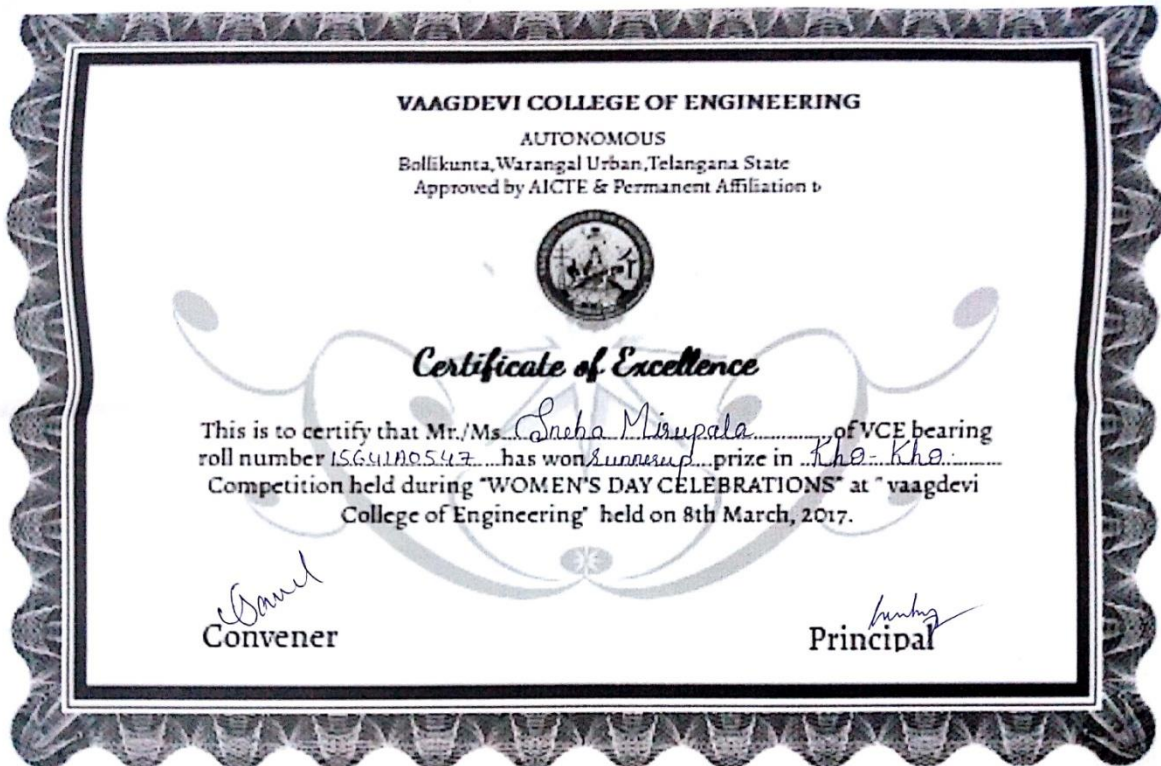 VAAGDEVI COLLEGE OF ENGINEERING
AUTONOMOUS
Bollikunta,Warangal Urban,Telangana State
Approved by AICTE & Permanent Affiliation t
Certificate of Excellence
This is to certify that Mr./Ms. Sneha Mirupala of VCE bearing
roll number 15641A0547 has won runnerup prize in Kho-Kho.
Competition held during "WOMEN'S DAY CELEBRATIONS" at " vaagdevi
College of Engineering" held on 8th March, 2017.
Convener
Principal